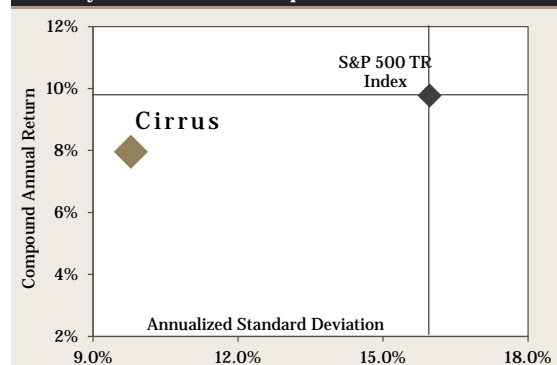 12%
S&P 500 TR
Index
10%
Cirrus
8%
6%
4%
2%
Compound Annual Return
Annualized Standard Deviation
9.0%
12.0%
15.0%
18.0%